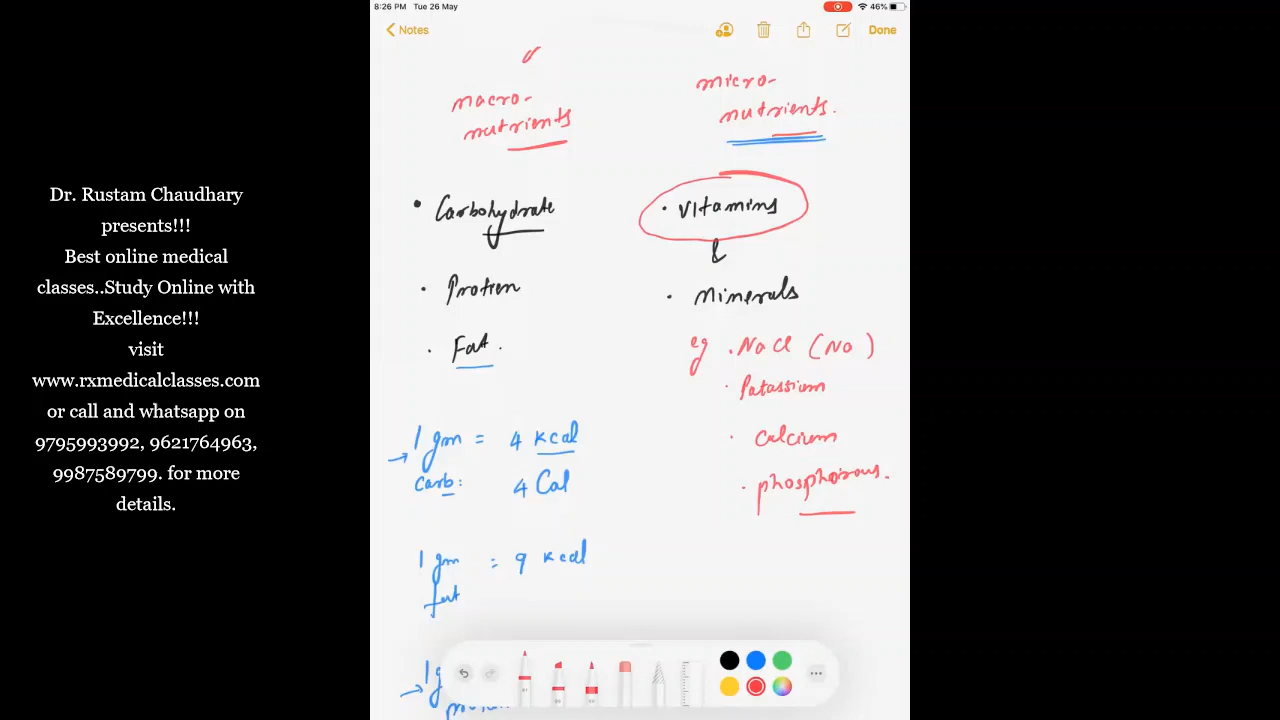 8:26 PM Tue 26 May
46%
Notes
Done
Dr. Rustam Chaudhary
presents!!!
Best online medical
classes..Study Online with
Excellence!!!
visit
www.rxmedicalclasses.com
or call and whatsapp on
9795993992, 9621764963,
9987589799. for more
details.
macro-
nutrients
• Carbohydrate
• Protien
• Fat.
1 gm = 4 kcal
carb: 4 Cal
1 gm = 9 kcal
fat
micro-
nutrients.
• Vitamins
&
• Minerals
eg . NaCl (Na)
• Potassium
• Calcium
• phosphorous.